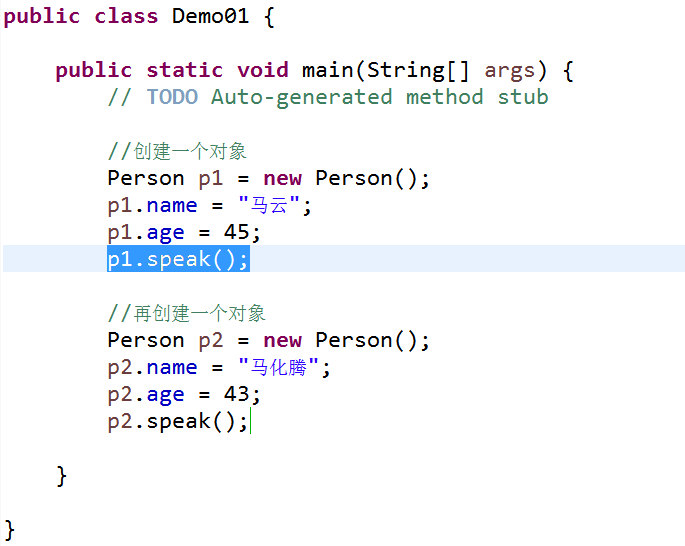 public class Demo01 {
public static void main(String[] args) {
// TODO Auto-generated method stub
//创建一个对象
Person p1 = new Person();
p1.name = "马云";
p1.age = 45;
p1.speak();
//再创建一个对象
Person p2 = new Person();
p2.name = "马化腾";
p2.age = 43;
p2.speak();
}
}